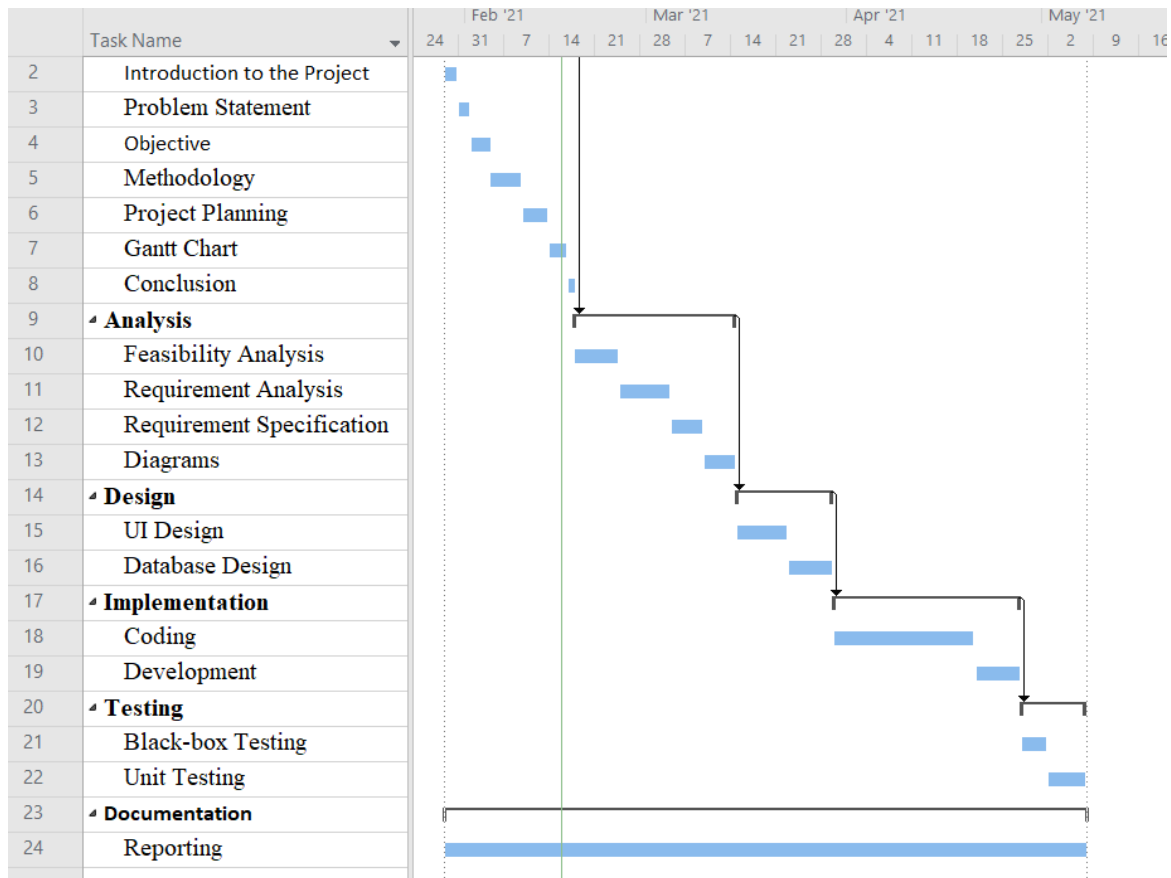 Feb '21 Mar '21 Apr '21 May '21
Task Name 24 31 7 14 21 28 7 14 21 28 4 11 18 25 2 9 16
2 Introduction to the Project
3 Problem Statement
4 Objective
5 Methodology
6 Project Planning
7 Gantt Chart
8 Conclusion
9 Analysis
10 Feasibility Analysis
11 Requirement Analysis
12 Requirement Specification
13 Diagrams
14 Design
15 UI Design
16 Database Design
17 Implementation
18 Coding
19 Development
20 Testing
21 Black-box Testing
22 Unit Testing
23 Documentation
24 Reporting